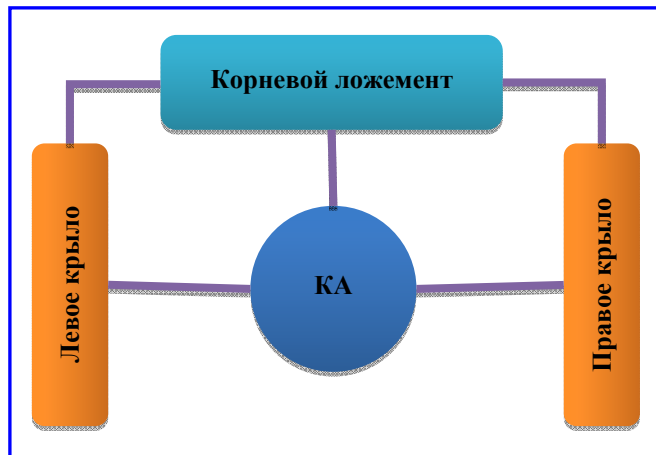 Корневой ложемент
Левое крыло
КА
Правое крыло